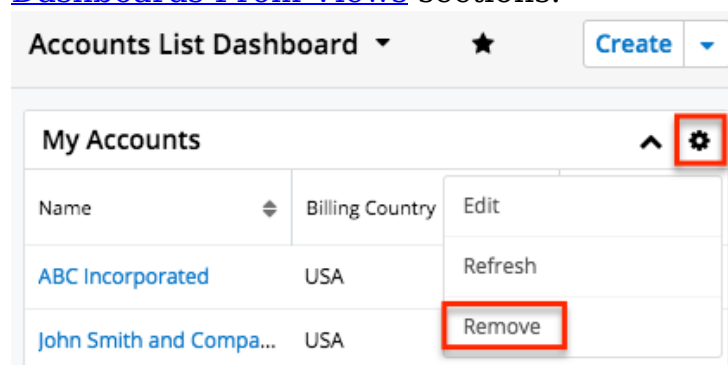 Dashboards From Views sections.
Accounts List Dashboard
Create
My Accounts
Name Billing Country Edit
ABC Incorporated USA Refresh
John Smith and Compa... USA Remove